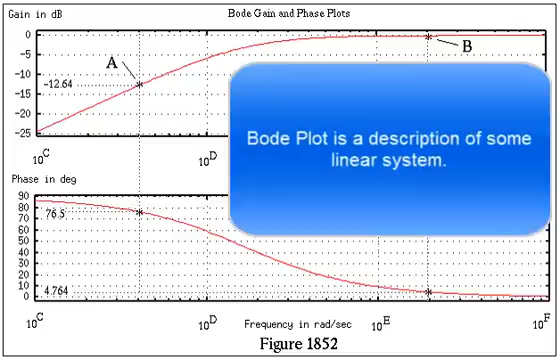 Gain in dB
Bode Gain and Phase Plots
0
A
B
-5
-10
-12.64
-15
-20
-25
10^C
10^D
Bode Plot is a description of some
linear system.
Phase in deg
90
80
76.5
70
60
50
40
30
20
10
4.764
0
10^C
10^D
Frequency in rad/sec
10^E
10^F
Figure 1852